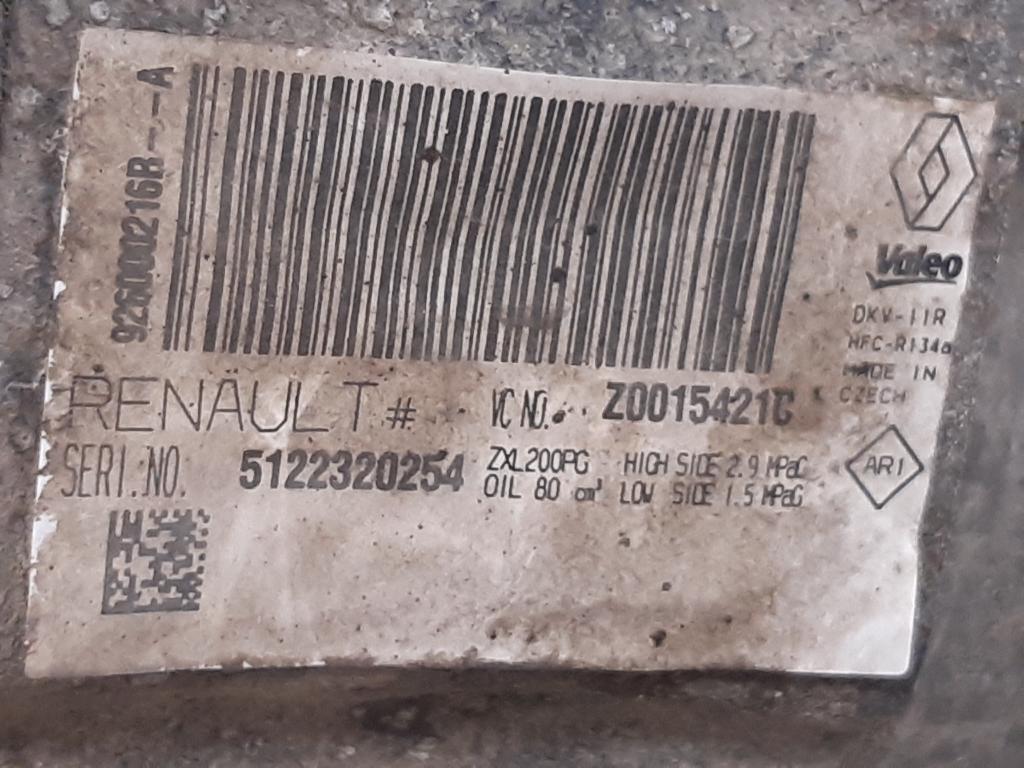 926000216R---A
Valeo
DKV-11R
HFC-R134a
MADE IN
CZECH
RENAULT# VC NO. Z0015421C
SERI.NO. 5122320254
ZXL200PG HIGH SIDE 2.9 MPaG
OIL 80 cm³ LOW SIDE 1.5 MPaG
AR1